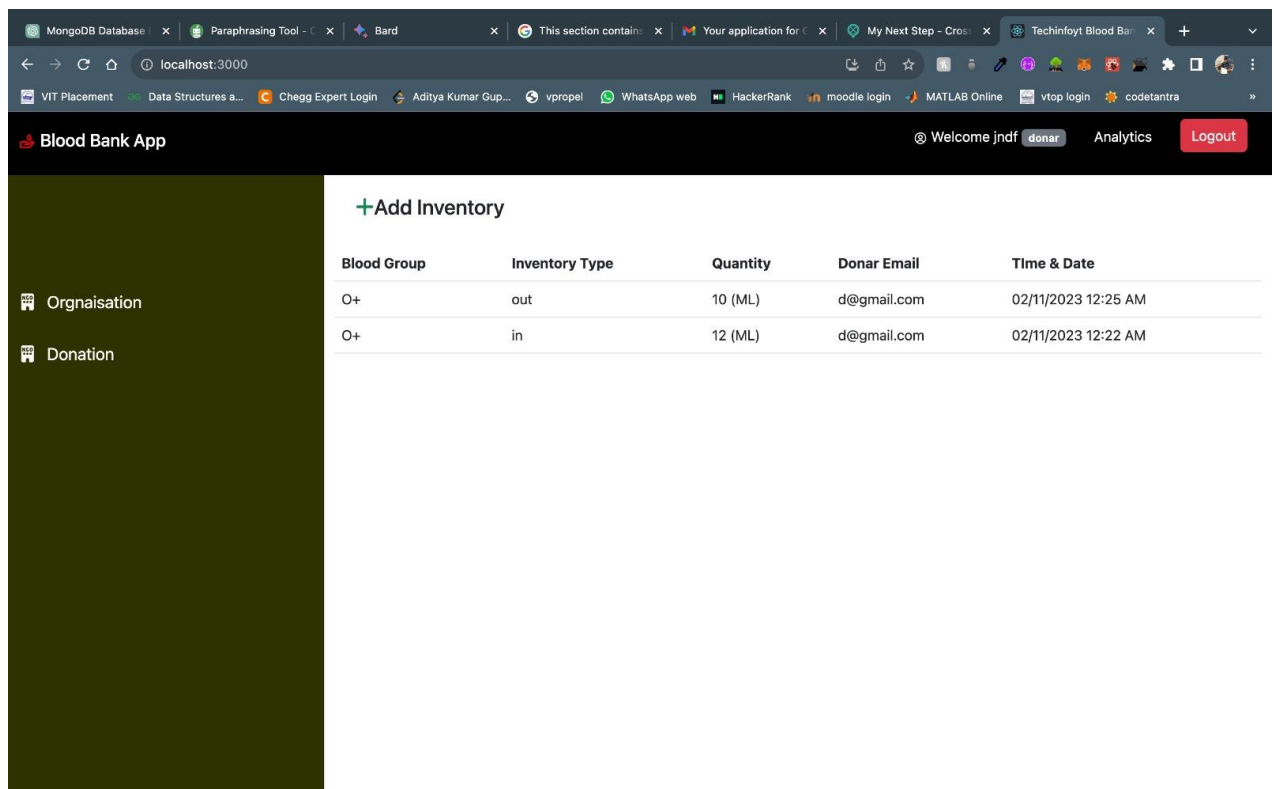 MongoDB Database
Paraphrasing Tool -
Bard
This section contains
Your application for
My Next Step - Cros
Techinfoyt Blood Ban
localhost:3000
VIT Placement
Data Structures a...
Chegg Expert Login
Aditya Kumar Gup...
vpropel
WhatsApp web
HackerRank
moodle login
MATLAB Online
vtop login
codetantra
»
Blood Bank App
Welcome jndf donar
Analytics
Logout
Orgnaisation
Donation
+Add Inventory
Blood Group Inventory Type Quantity Donar Email TIme & Date
O+ out 10 (ML) d@gmail.com 02/11/2023 12:25 AM
O+ in 12 (ML) d@gmail.com 02/11/2023 12:22 AM